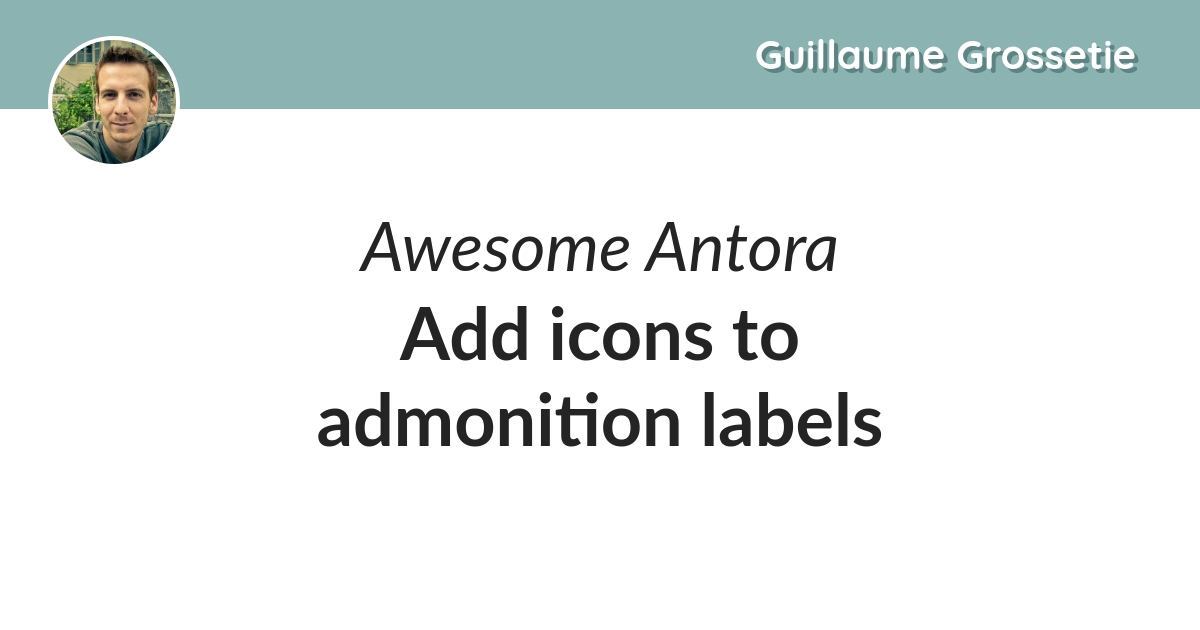 Guillaume Grossetie
Awesome Antora
Add icons to
admonition labels